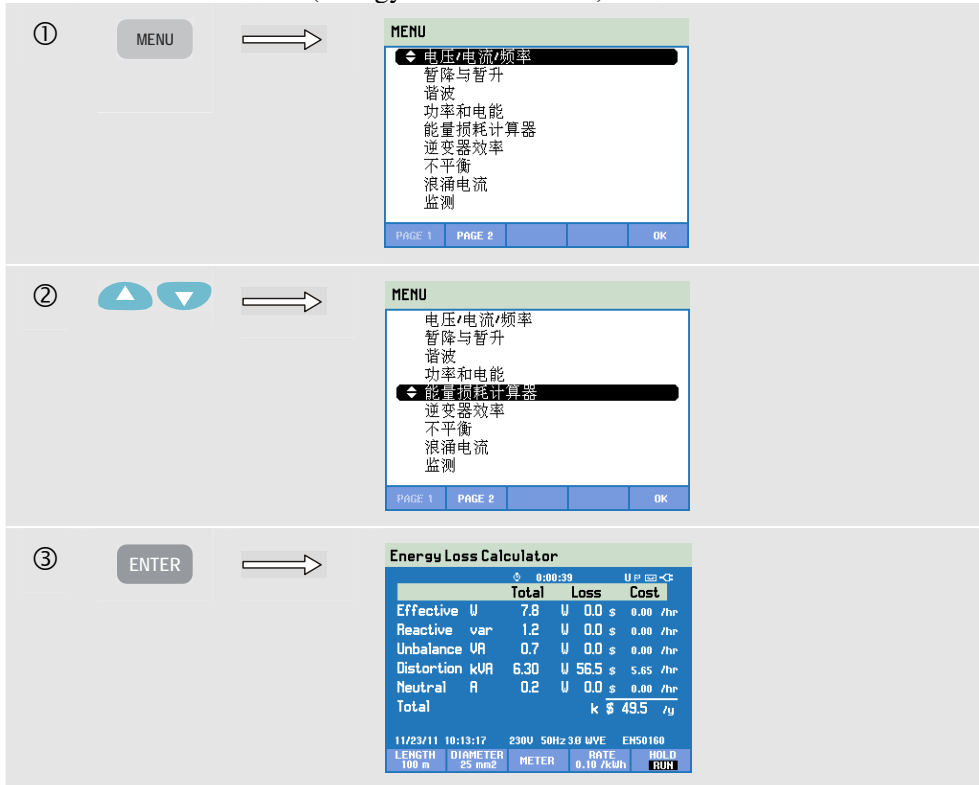 (Energy
① MENU
MENU
电压/电流/频率
暂降与暂升
谐波
功率和电能
能量损耗计算器
逆变器效率
不平衡
浪涌电流
监测
PAGE 1 PAGE 2 OK
②
MENU
电压/电流/频率
暂降与暂升
谐波
功率和电能
能量损耗计算器
逆变器效率
不平衡
浪涌电流
监测
PAGE 1 PAGE 2 OK
③ ENTER
Energy Loss Calculator
0:00:39
Total Loss Cost
Effective W 7.8 W 0.0 $ 0.00 /hr
Reactive var 1.2 W 0.0 $ 0.00 /hr
Unbalance VA 0.7 W 0.0 $ 0.00 /hr
Distortion kVA 6.30 W 56.5 $ 5.65 /hr
Neutral A 0.2 W 0.0 $ 0.00 /hr
Total k $ 49.5 /y
11/23/11 10:13:17 230V 50Hz 3Ø WYE EN50160
LENGTH DIAMETER METER RATE HOLD
100 m 25 mm2 0.10 /kWh RUN